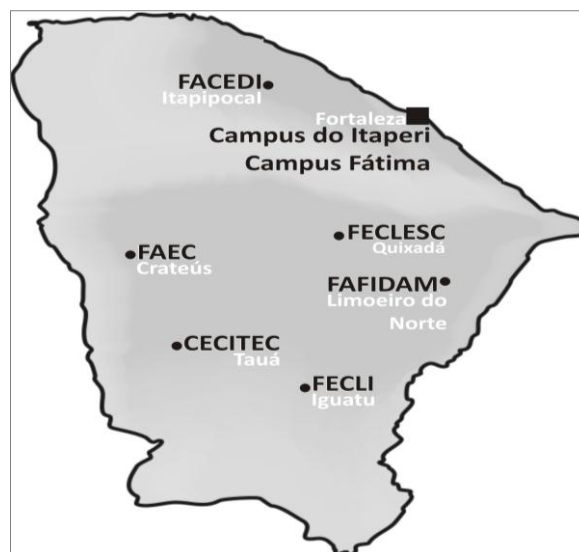 FACEDI
Itapipocal
Fortaleza
Campus do Itaperi
Campus Fátima
FECLESC
Quixadá
FAEC
Crateús
FAFIDAM
Limoeiro do
Norte
CECITEC
Tauá
FECLI
Iguatu